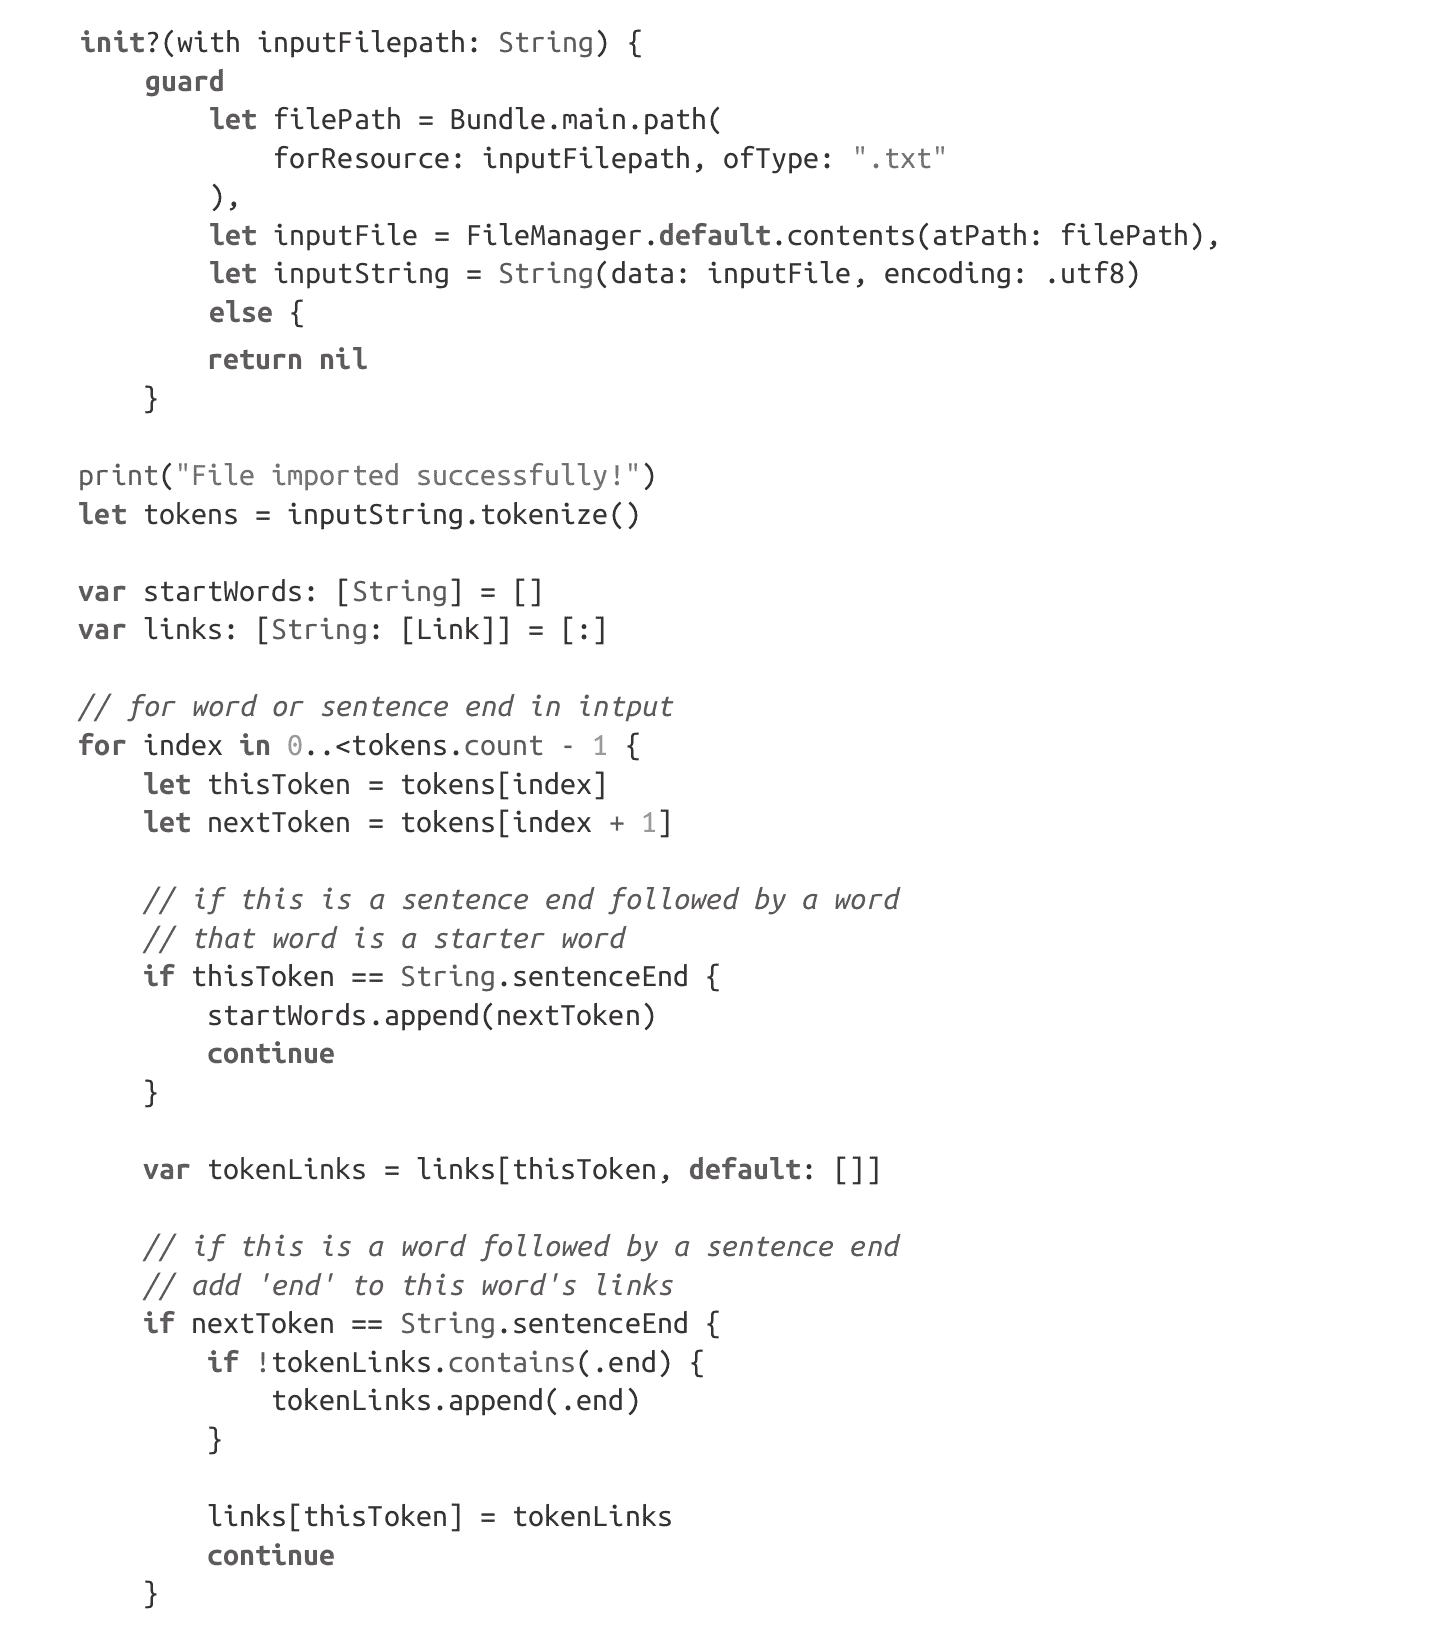 init?(with inputFilepath: String) {
    guard
        let filePath = Bundle.main.path(
            forResource: inputFilepath, ofType: ".txt"
        ),
        let inputFile = FileManager.default.contents(atPath: filePath),
        let inputString = String(data: inputFile, encoding: .utf8)
        else {
        return nil
    }

print("File imported successfully!")
let tokens = inputString.tokenize()

var startWords: [String] = []
var links: [String: [Link]] = [:]

// for word or sentence end in intput
for index in 0..<tokens.count - 1 {
    let thisToken = tokens[index]
    let nextToken = tokens[index + 1]

    // if this is a sentence end followed by a word
    // that word is a starter word
    if thisToken == String.sentenceEnd {
        startWords.append(nextToken)
        continue
    }

    var tokenLinks = links[thisToken, default: []]

    // if this is a word followed by a sentence end
    // add 'end' to this word's links
    if nextToken == String.sentenceEnd {
        if !tokenLinks.contains(.end) {
            tokenLinks.append(.end)
        }

        links[thisToken] = tokenLinks
        continue
    }